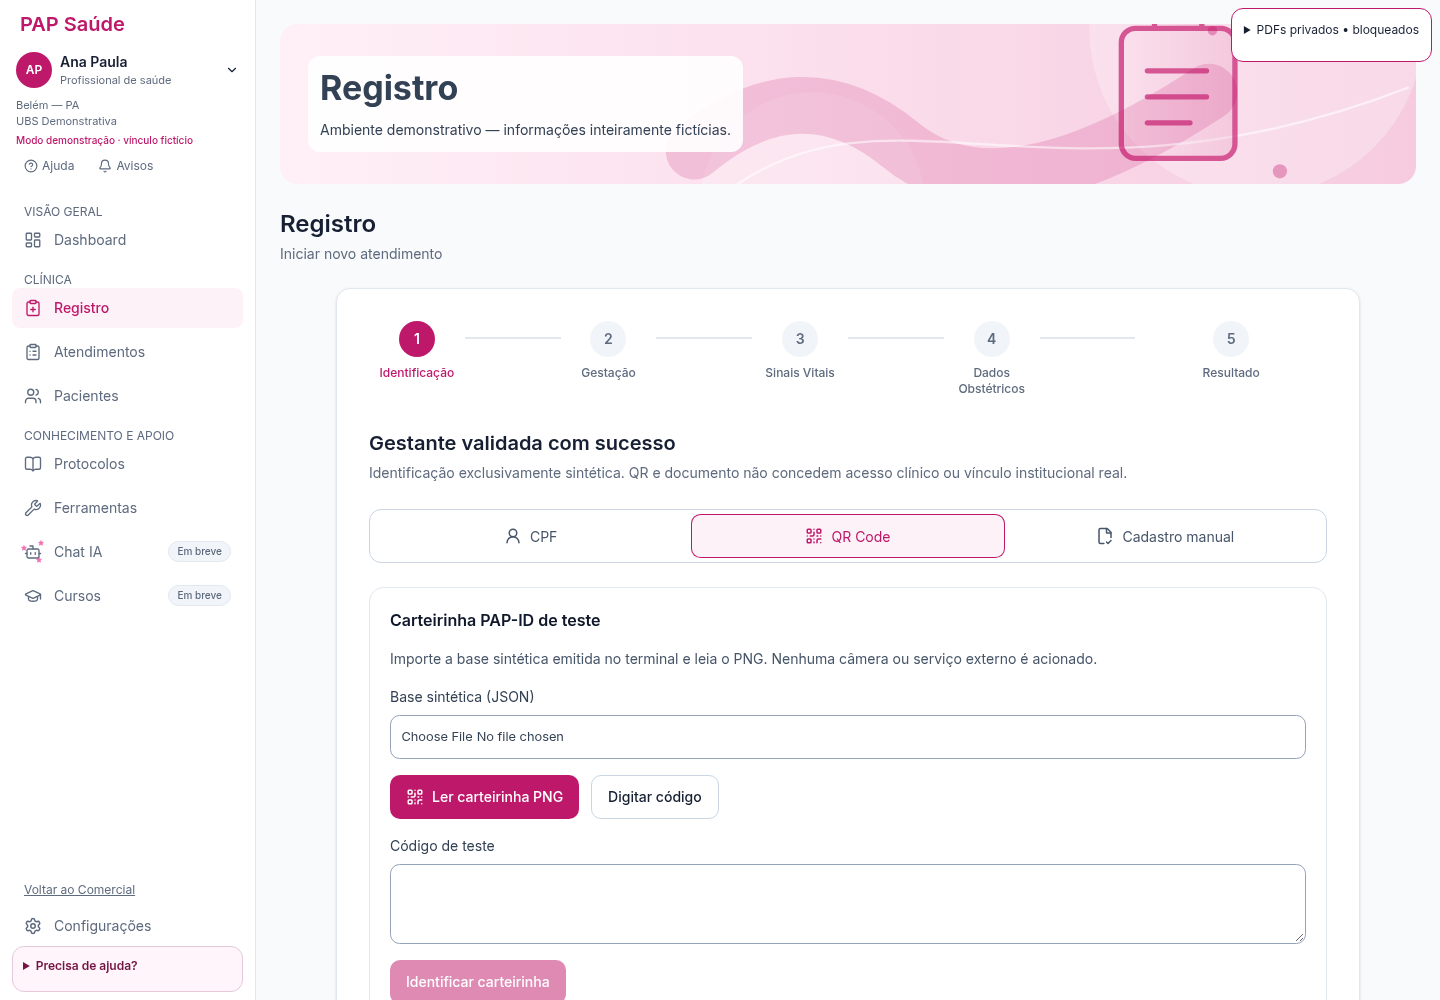 PAP Saúde
AP
Ana Paula
Profissional de saúde
Belém — PA
UBS Demonstrativa
Modo demonstração · vínculo fictício
Ajuda
Avisos
VISÃO GERAL
Dashboard
CLÍNICA
Registro
Atendimentos
Pacientes
CONHECIMENTO E APOIO
Protocolos
Ferramentas
Chat IA
Em breve
Cursos
Em breve
Voltar ao Comercial
Configurações
Precisa de ajuda?
PDFs privados • bloqueados
Registro
Ambiente demonstrativo — informações inteiramente fictícias.
Registro
Iniciar novo atendimento
1
Identificação
2
Gestação
3
Sinais Vitais
4
Dados
Obstétricos
5
Resultado
Gestante validada com sucesso
Identificação exclusivamente sintética. QR e documento não concedem acesso clínico ou vínculo institucional real.
CPF
QR Code
Cadastro manual
Carteirinha PAP-ID de teste
Importe a base sintética emitida no terminal e leia o PNG. Nenhuma câmera ou serviço externo é acionado.
Base sintética (JSON)
Choose File No file chosen
Ler carteirinha PNG
Digitar código
Código de teste
Identificar carteirinha